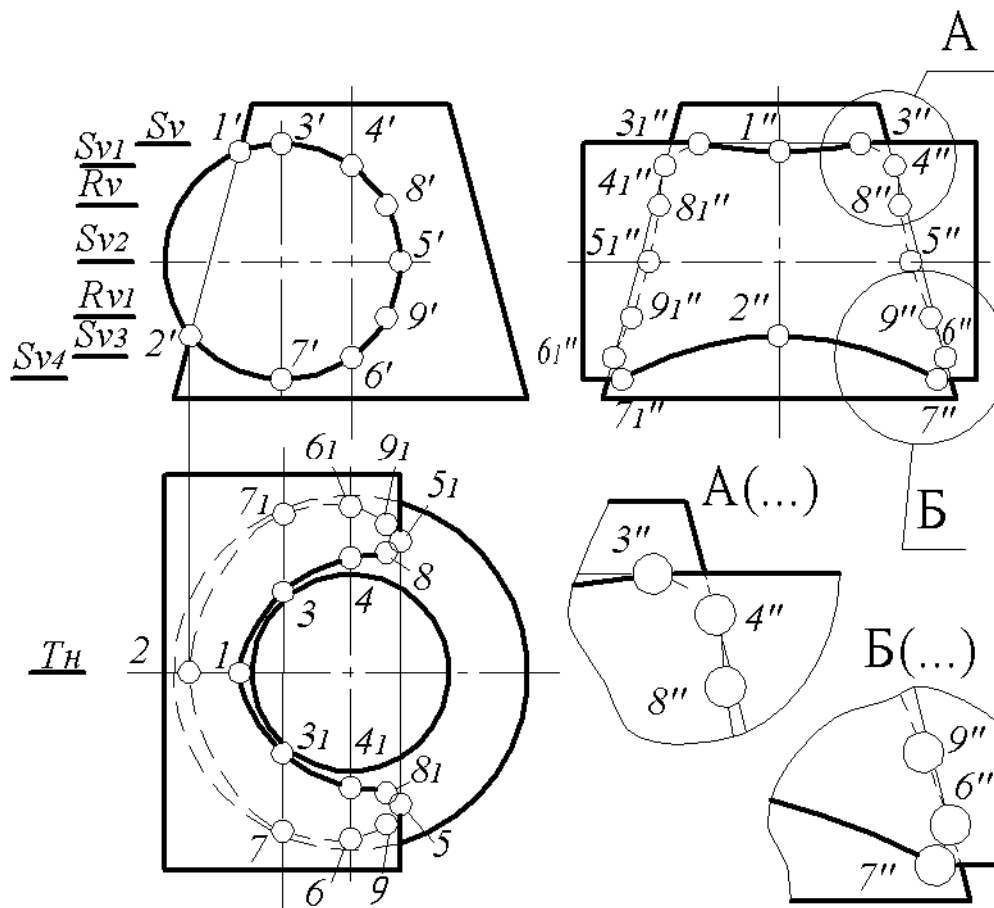 А
Sv 1' 3' 4' 3₁" 1" 3"
Sv1 4₁" 4"
Rv 8' 8₁" 8"
Sv2 5' 5₁" 5"
Rv1 9' 9₁" 2" 9" 6"
Sv3 2'
Sv4 7' 6' 6₁"
7₁" 7"
6₁ 9₁
7₁ 5₁ А(...) Б
3" 8
3 4 4"
Tн 2 1 Б(...)
8"
3₁ 4₁
8₁ 9"
7 5 6"
6 9 7"